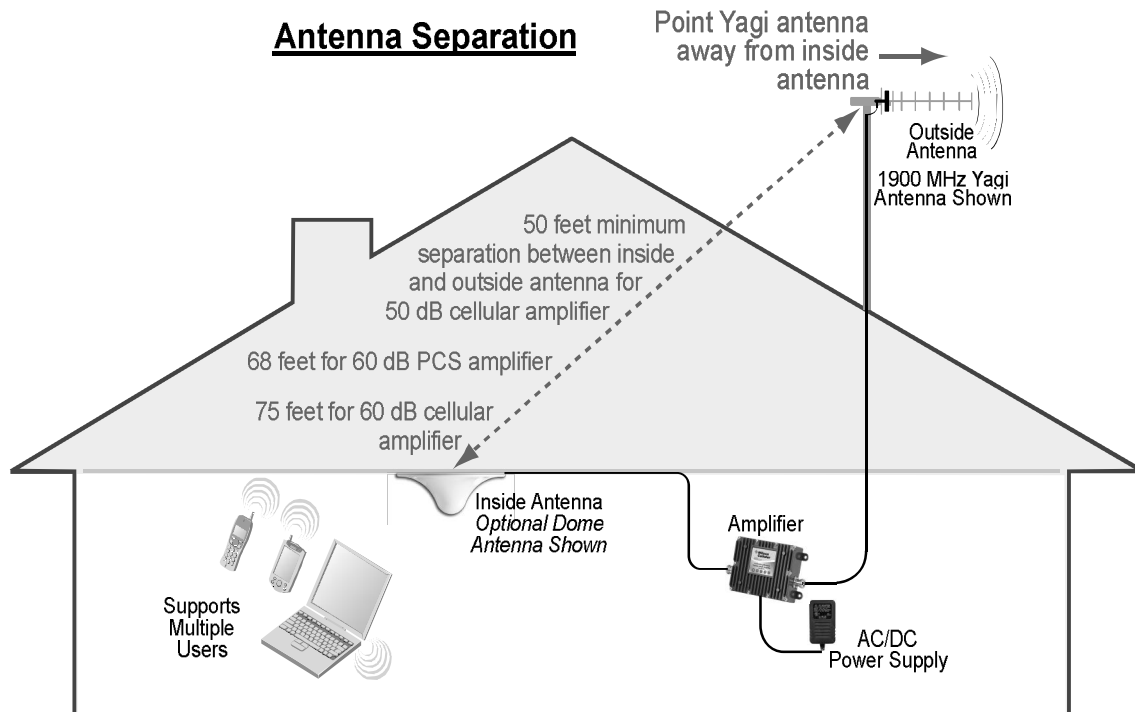 Antenna Separation
Point Yagi antenna
away from inside
antenna
Outside
Antenna
1900 MHz Yagi
Antenna Shown
50 feet minimum
separation between inside
and outside antenna for
50 dB cellular amplifier
68 feet for 60 dB PCS amplifier
75 feet for 60 dB cellular
amplifier
Inside Antenna
Optional Dome
Antenna Shown
Amplifier
Supports
Multiple
Users
AC/DC
Power Supply